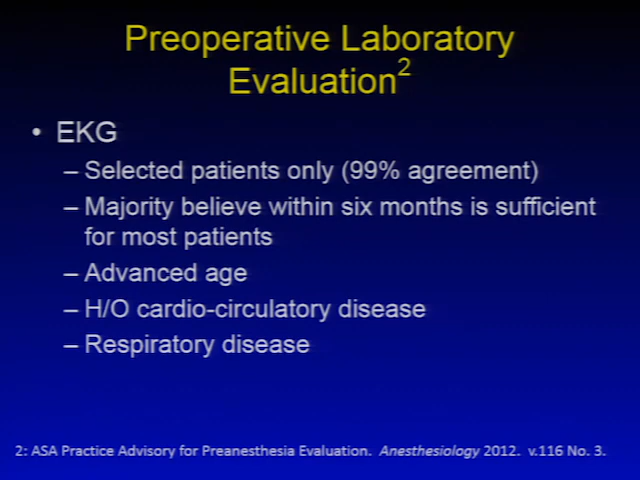 Preoperative Laboratory
Evaluation2
• EKG
– Selected patients only (99% agreement)
– Majority believe within six months is sufficient
for most patients
– Advanced age
– H/O cardio-circulatory disease
– Respiratory disease
2: ASA Practice Advisory for Preanesthesia Evaluation. Anesthesiology 2012. v.116 No. 3.